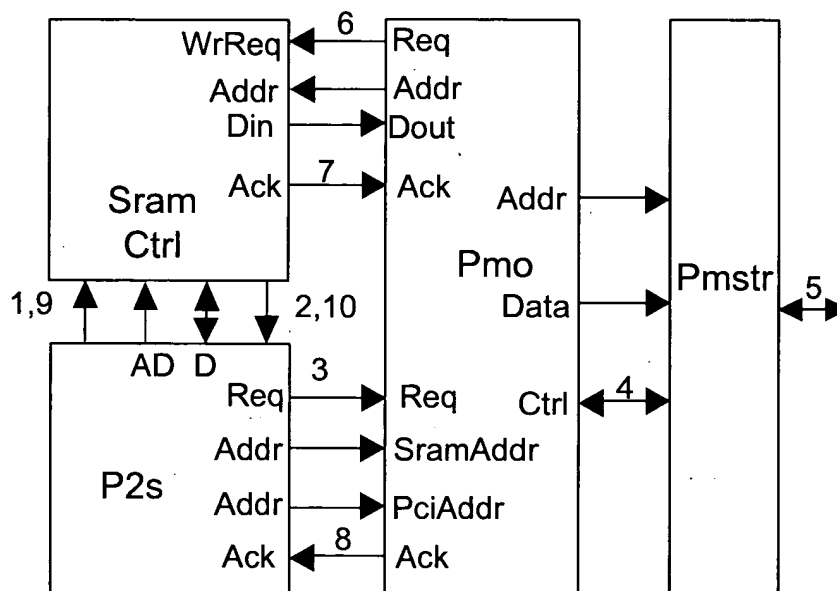 6
WrReq
Req
Addr
Addr
Din
Dout
7
Ack
Ack
Sram
Ctrl
Addr
Pmo
Pmstr
Data
5
1,9
2,10
AD
D
3
Req
Req
Ctrl
4
Addr
SramAddr
P2s
Addr
PciAddr
8
Ack
Ack